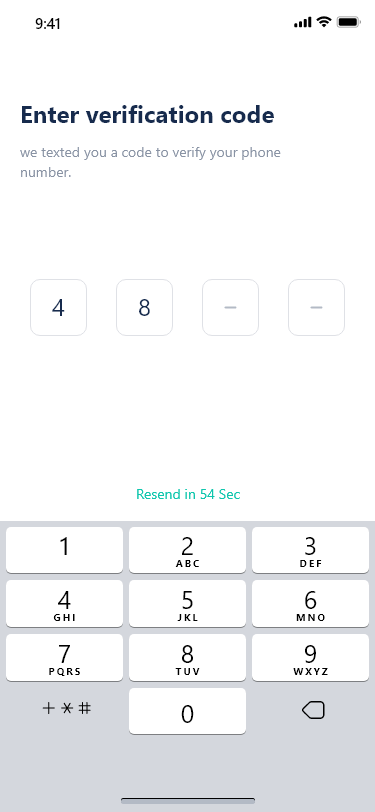 9:41
Enter verification code
we texted you a code to verify your phone
number.
4 8 – –
Resend in 54 Sec
1 2 3
ABC DEF
4 5 6
GHI JKL MNO
7 8 9
PQRS TUV WXYZ
+ * # 0